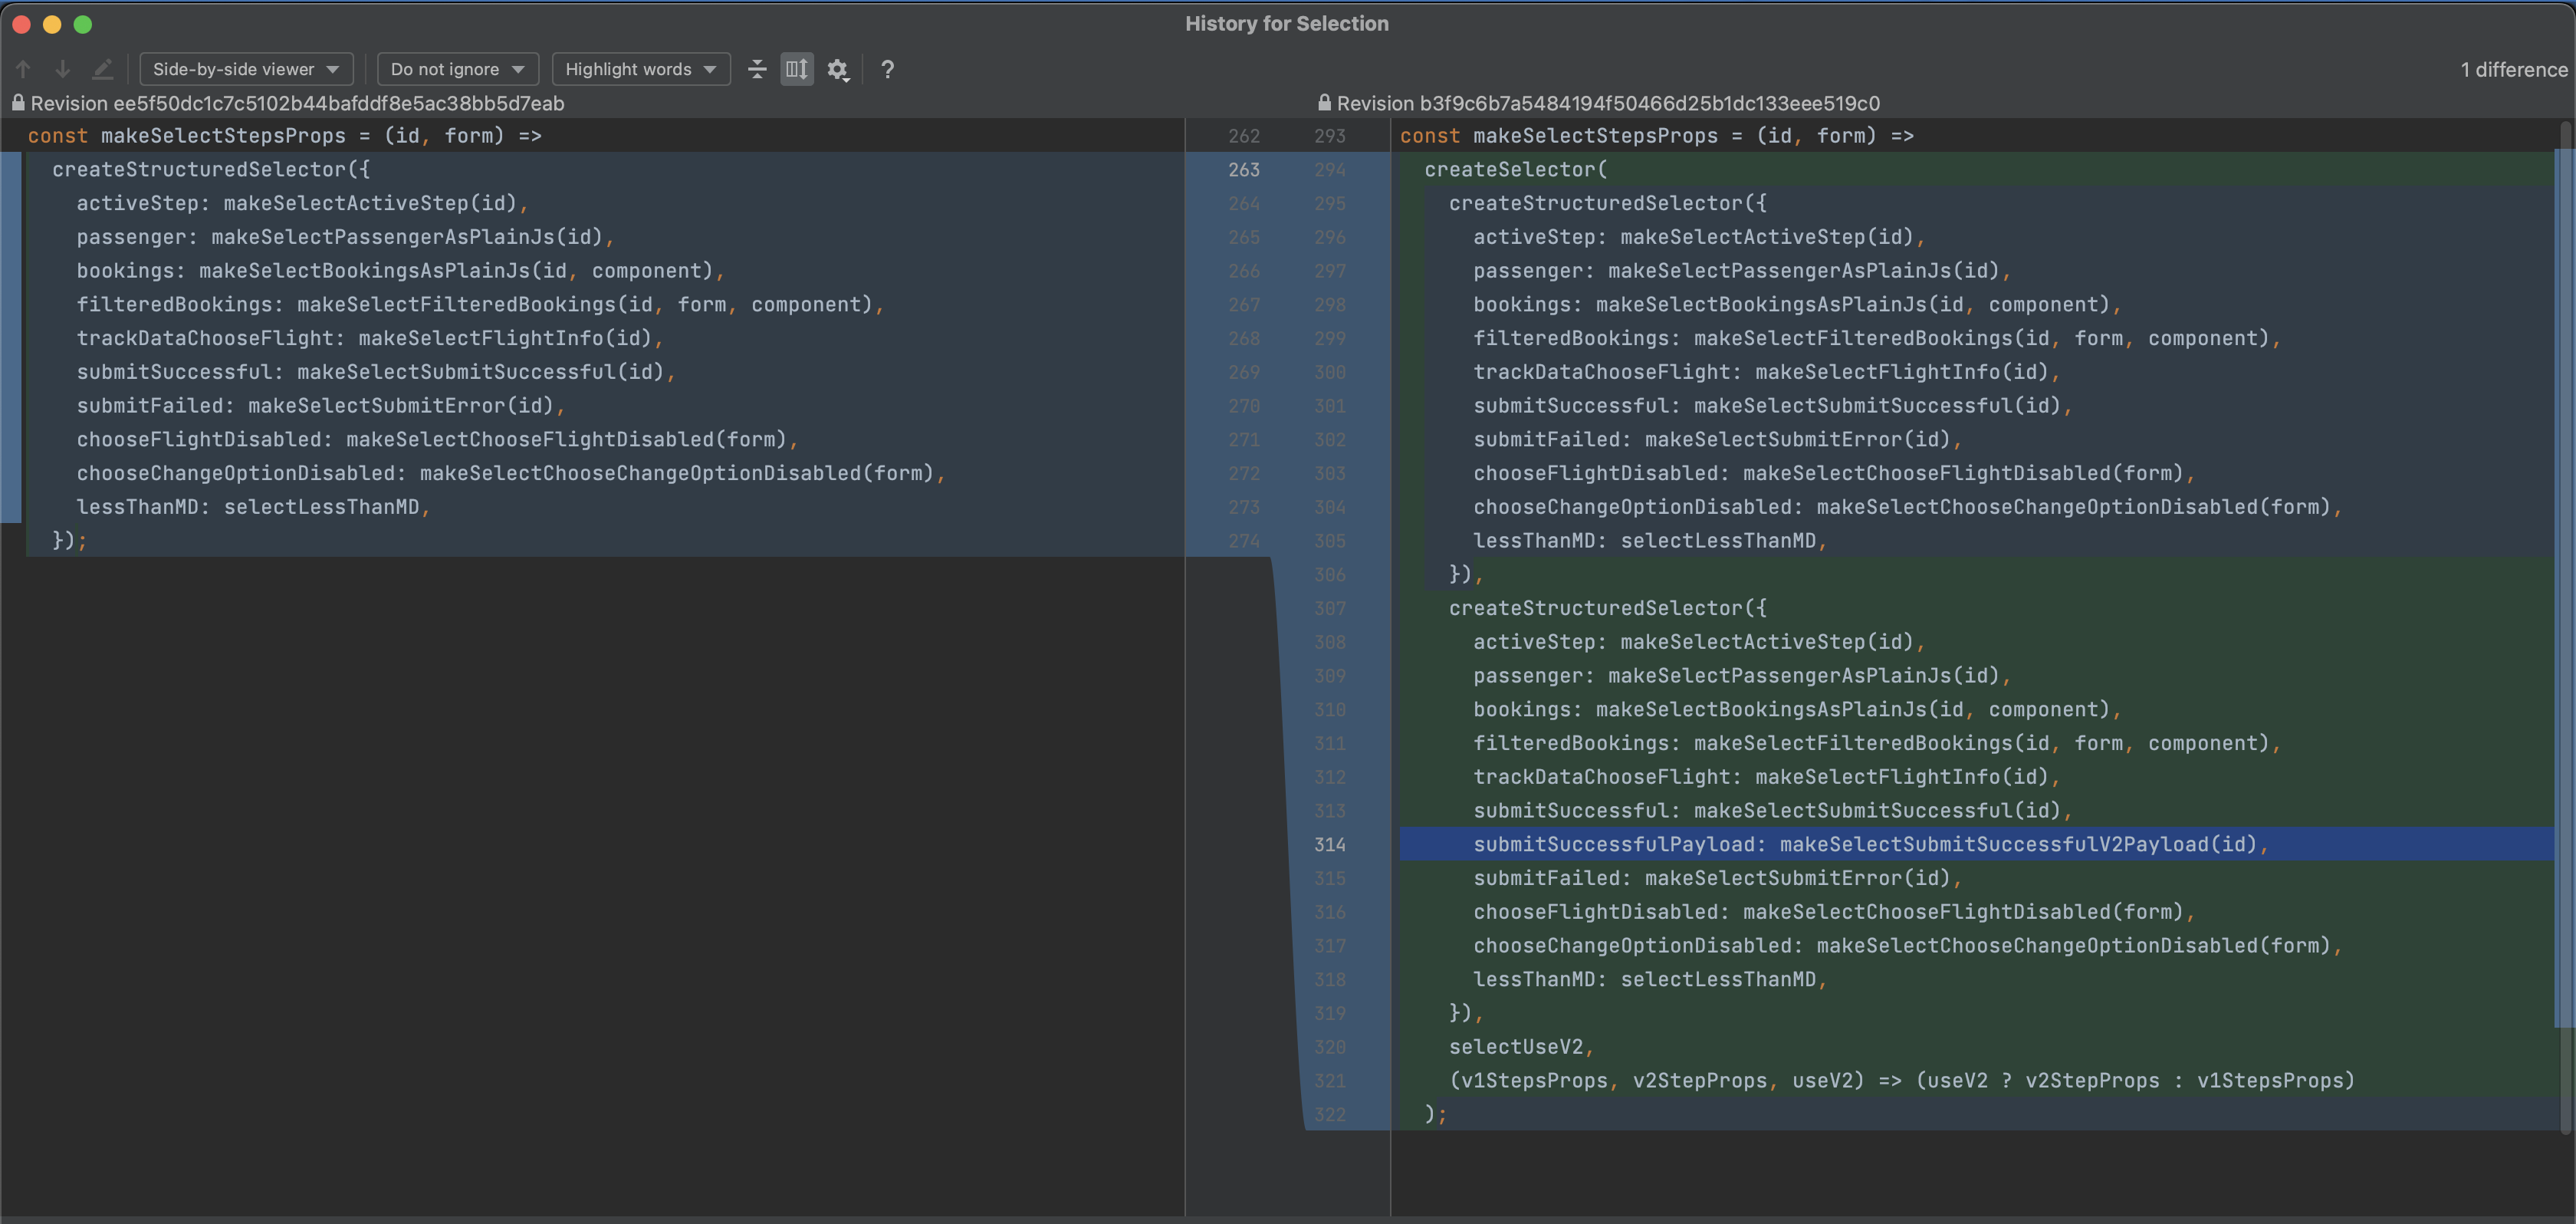 History for Selection
Side-by-side viewer
Do not ignore
Highlight words
?
1 difference
Revision ee5f50dc1c7c5102b44bafddf8e5ac38bb5d7eab
Revision b3f9c6b7a5484194f50466d25b1dc133eee519c0
const makeSelectStepsProps = (id, form) => 262
createStructuredSelector({ 263
activeStep: makeSelectActiveStep(id), 264
passenger: makeSelectPassengerAsPlainJs(id), 265
bookings: makeSelectBookingsAsPlainJs(id, component), 266
filteredBookings: makeSelectFilteredBookings(id, form, component), 267
trackDataChooseFlight: makeSelectFlightInfo(id), 268
submitSuccessful: makeSelectSubmitSuccessful(id), 269
submitFailed: makeSelectSubmitError(id), 270
chooseFlightDisabled: makeSelectChooseFlightDisabled(form), 271
chooseChangeOptionDisabled: makeSelectChooseChangeOptionDisabled(form), 272
lessThanMD: selectLessThanMD, 273
}); 274
293 const makeSelectStepsProps = (id, form) =>
294 createSelector(
295 createStructuredSelector({
296 activeStep: makeSelectActiveStep(id),
297 passenger: makeSelectPassengerAsPlainJs(id),
298 bookings: makeSelectBookingsAsPlainJs(id, component),
299 filteredBookings: makeSelectFilteredBookings(id, form, component),
300 trackDataChooseFlight: makeSelectFlightInfo(id),
301 submitSuccessful: makeSelectSubmitSuccessful(id),
302 submitFailed: makeSelectSubmitError(id),
303 chooseFlightDisabled: makeSelectChooseFlightDisabled(form),
304 chooseChangeOptionDisabled: makeSelectChooseChangeOptionDisabled(form),
305 lessThanMD: selectLessThanMD,
306 }),
307 createStructuredSelector({
308 activeStep: makeSelectActiveStep(id),
309 passenger: makeSelectPassengerAsPlainJs(id),
310 bookings: makeSelectBookingsAsPlainJs(id, component),
311 filteredBookings: makeSelectFilteredBookings(id, form, component),
312 trackDataChooseFlight: makeSelectFlightInfo(id),
313 submitSuccessful: makeSelectSubmitSuccessful(id),
314 submitSuccessfulPayload: makeSelectSubmitSuccessfulV2Payload(id),
315 submitFailed: makeSelectSubmitError(id),
316 chooseFlightDisabled: makeSelectChooseFlightDisabled(form),
317 chooseChangeOptionDisabled: makeSelectChooseChangeOptionDisabled(form),
318 lessThanMD: selectLessThanMD,
319 }),
320 selectUseV2,
321 (v1StepsProps, v2StepProps, useV2) => (useV2 ? v2StepProps : v1StepsProps)
322 );